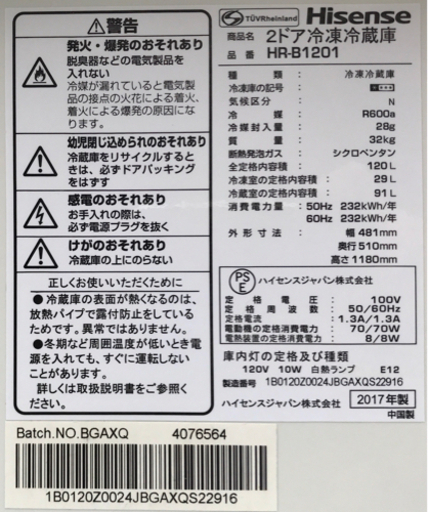 警告
発火・爆発のおそれあり
脱臭器などの電気製品を
入れない
冷媒が漏れていると電気製品
の接点の火花による着火、
着火による爆発の原因にな
ります。
幼児閉じ込められのおそれあり
冷蔵庫をリサイクルするとき
は、必ずドアパッキング
をはずす
感電のおそれあり
お手入れの際は、
必ず電源プラグを抜く
けがのおそれあり
冷蔵庫の上にのらない
正しくお使いいただくために
●冷蔵庫の表面が熱くなるのは、
放熱パイプで露付防止をしている
ためです。異常ではありません。
●冬期など周囲温度が低いとき電
源を入れても、すぐに運転しない
ことがあります。
詳しくは取扱説明書をご参照くだ
さい。
TÜVRheinland Hisense
品名 2ドア冷凍冷蔵庫
品番 HR-B1201
種類 冷凍冷蔵庫
冷凍庫の記号
気候区分 N
冷媒 R600a
冷媒封入量 28g
質量 32kg
断熱発泡ガス シクロペンタン
全定格内容積 120L
冷凍室の定格内容積 29L
冷蔵室の定格内容積 91L
消費電力量 50Hz 232kWh/年
60Hz 232kWh/年
外形寸法 幅481mm
奥行510mm
高さ1180mm
PSE ハイセンスジャパン株式会社
定格電圧: 100V
定格周波数: 50/60Hz
定格電流: 1.3A/1.3A
電動機の定格消費電力: 70/70W
電熱装置の定格消費電力: 8/8W
庫内灯の定格及び種類
120V 10W 白熱ランプ E12
製造番号: 1B0120Z0024JBGAXQS22916
ハイセンスジャパン株式会社 2017年製
中国製
Batch.NO.BGAXQ 4076564
1B0120Z0024JBGAXQS22916